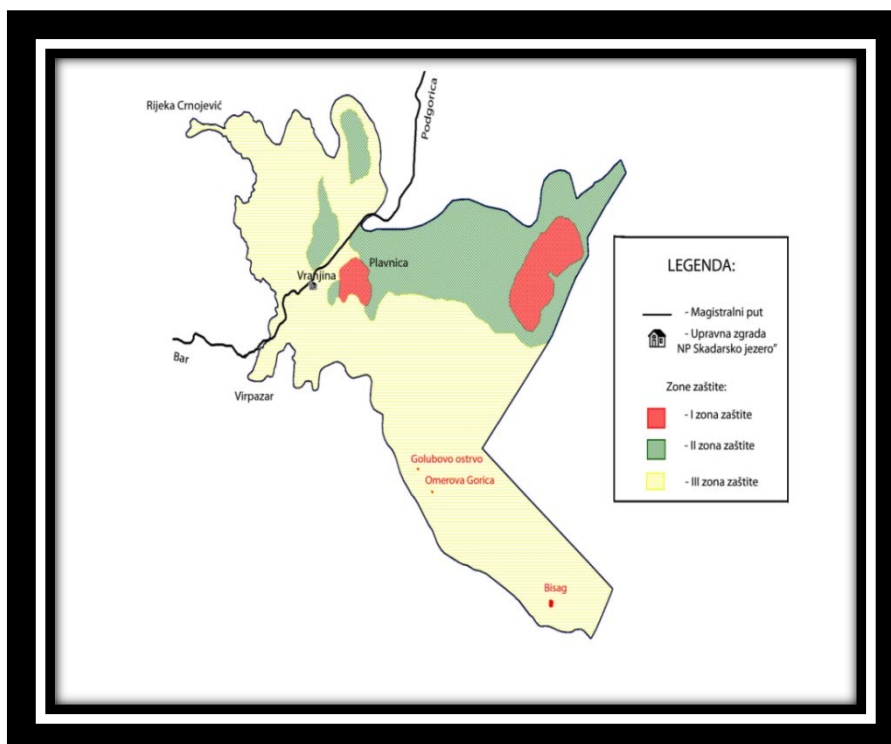 Rijeka Crnojević
Podgorica
Plavnica
Vranjina
Bar
Virpazar
Golubovo ostrvo
Omerova Gorica
Bisag
LEGENDA:
- Magistralni put
- Upravna zgrada
NP Skadarsko jezero"
Zone zaštite:
- I zona zaštite
- II zona zaštite
- III zona zaštite